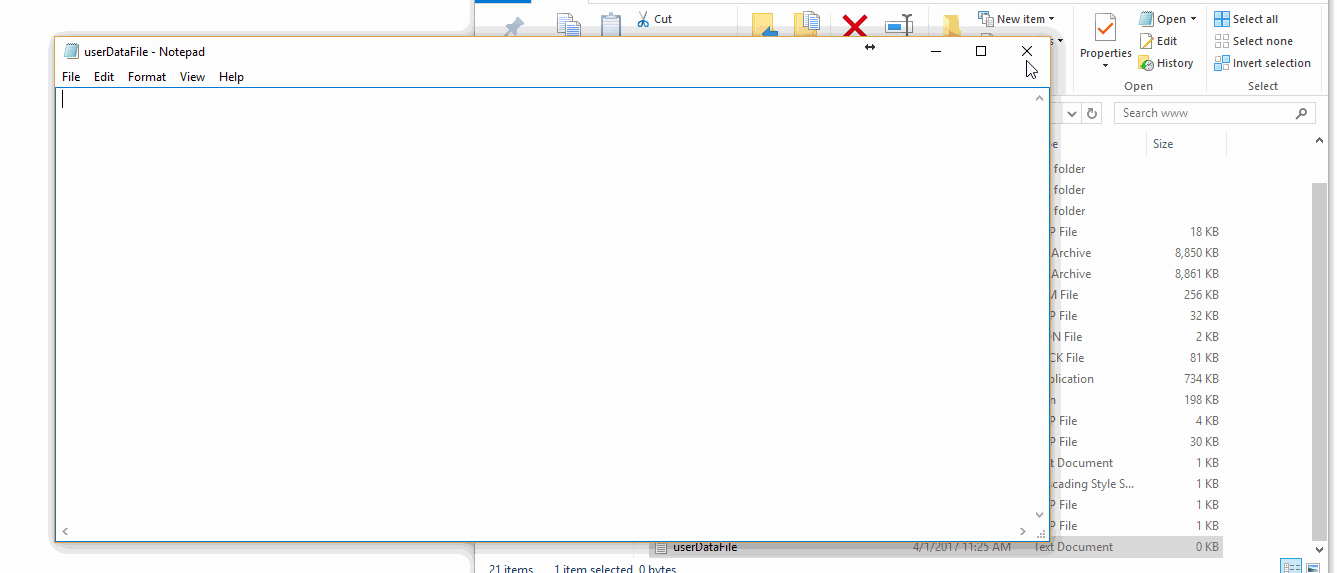 Cut
New item
Open
Select all
Properties
Edit
Select none
History
Invert selection
Open
Select
userDataFile - Notepad
File Edit Format View Help
Search www
Size
folder
folder
folder
File 18 KB
Archive 8,850 KB
Archive 8,861 KB
File 256 KB
File 32 KB
File 2 KB
File 81 KB
734 KB
198 KB
File 4 KB
File 30 KB
Document 1 KB
Style S... 1 KB
File 1 KB
File 1 KB
userDataFile 4/1/2017 11:25 AM Text Document 0 KB
21 items 1 item selected 0 bytes